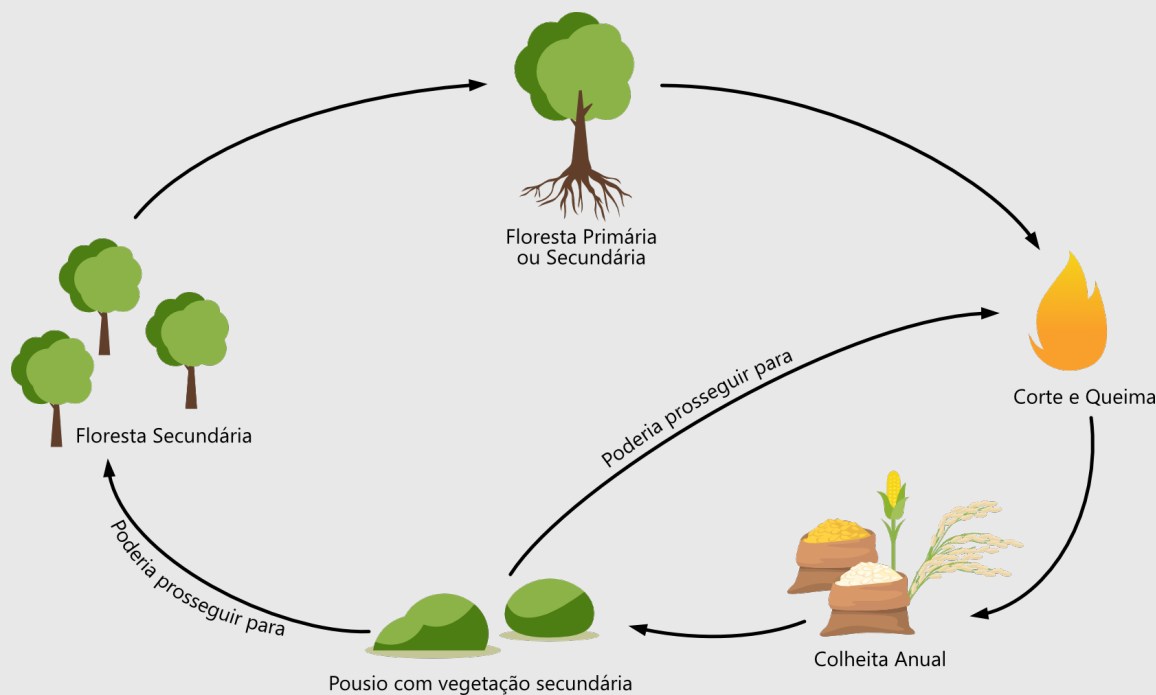 Floresta Primária
ou Secundária
Corte e Queima
Poderia prosseguir para
Floresta Secundária
Poderia prosseguir para
Colheita Anual
Pousio com vegetação secundária